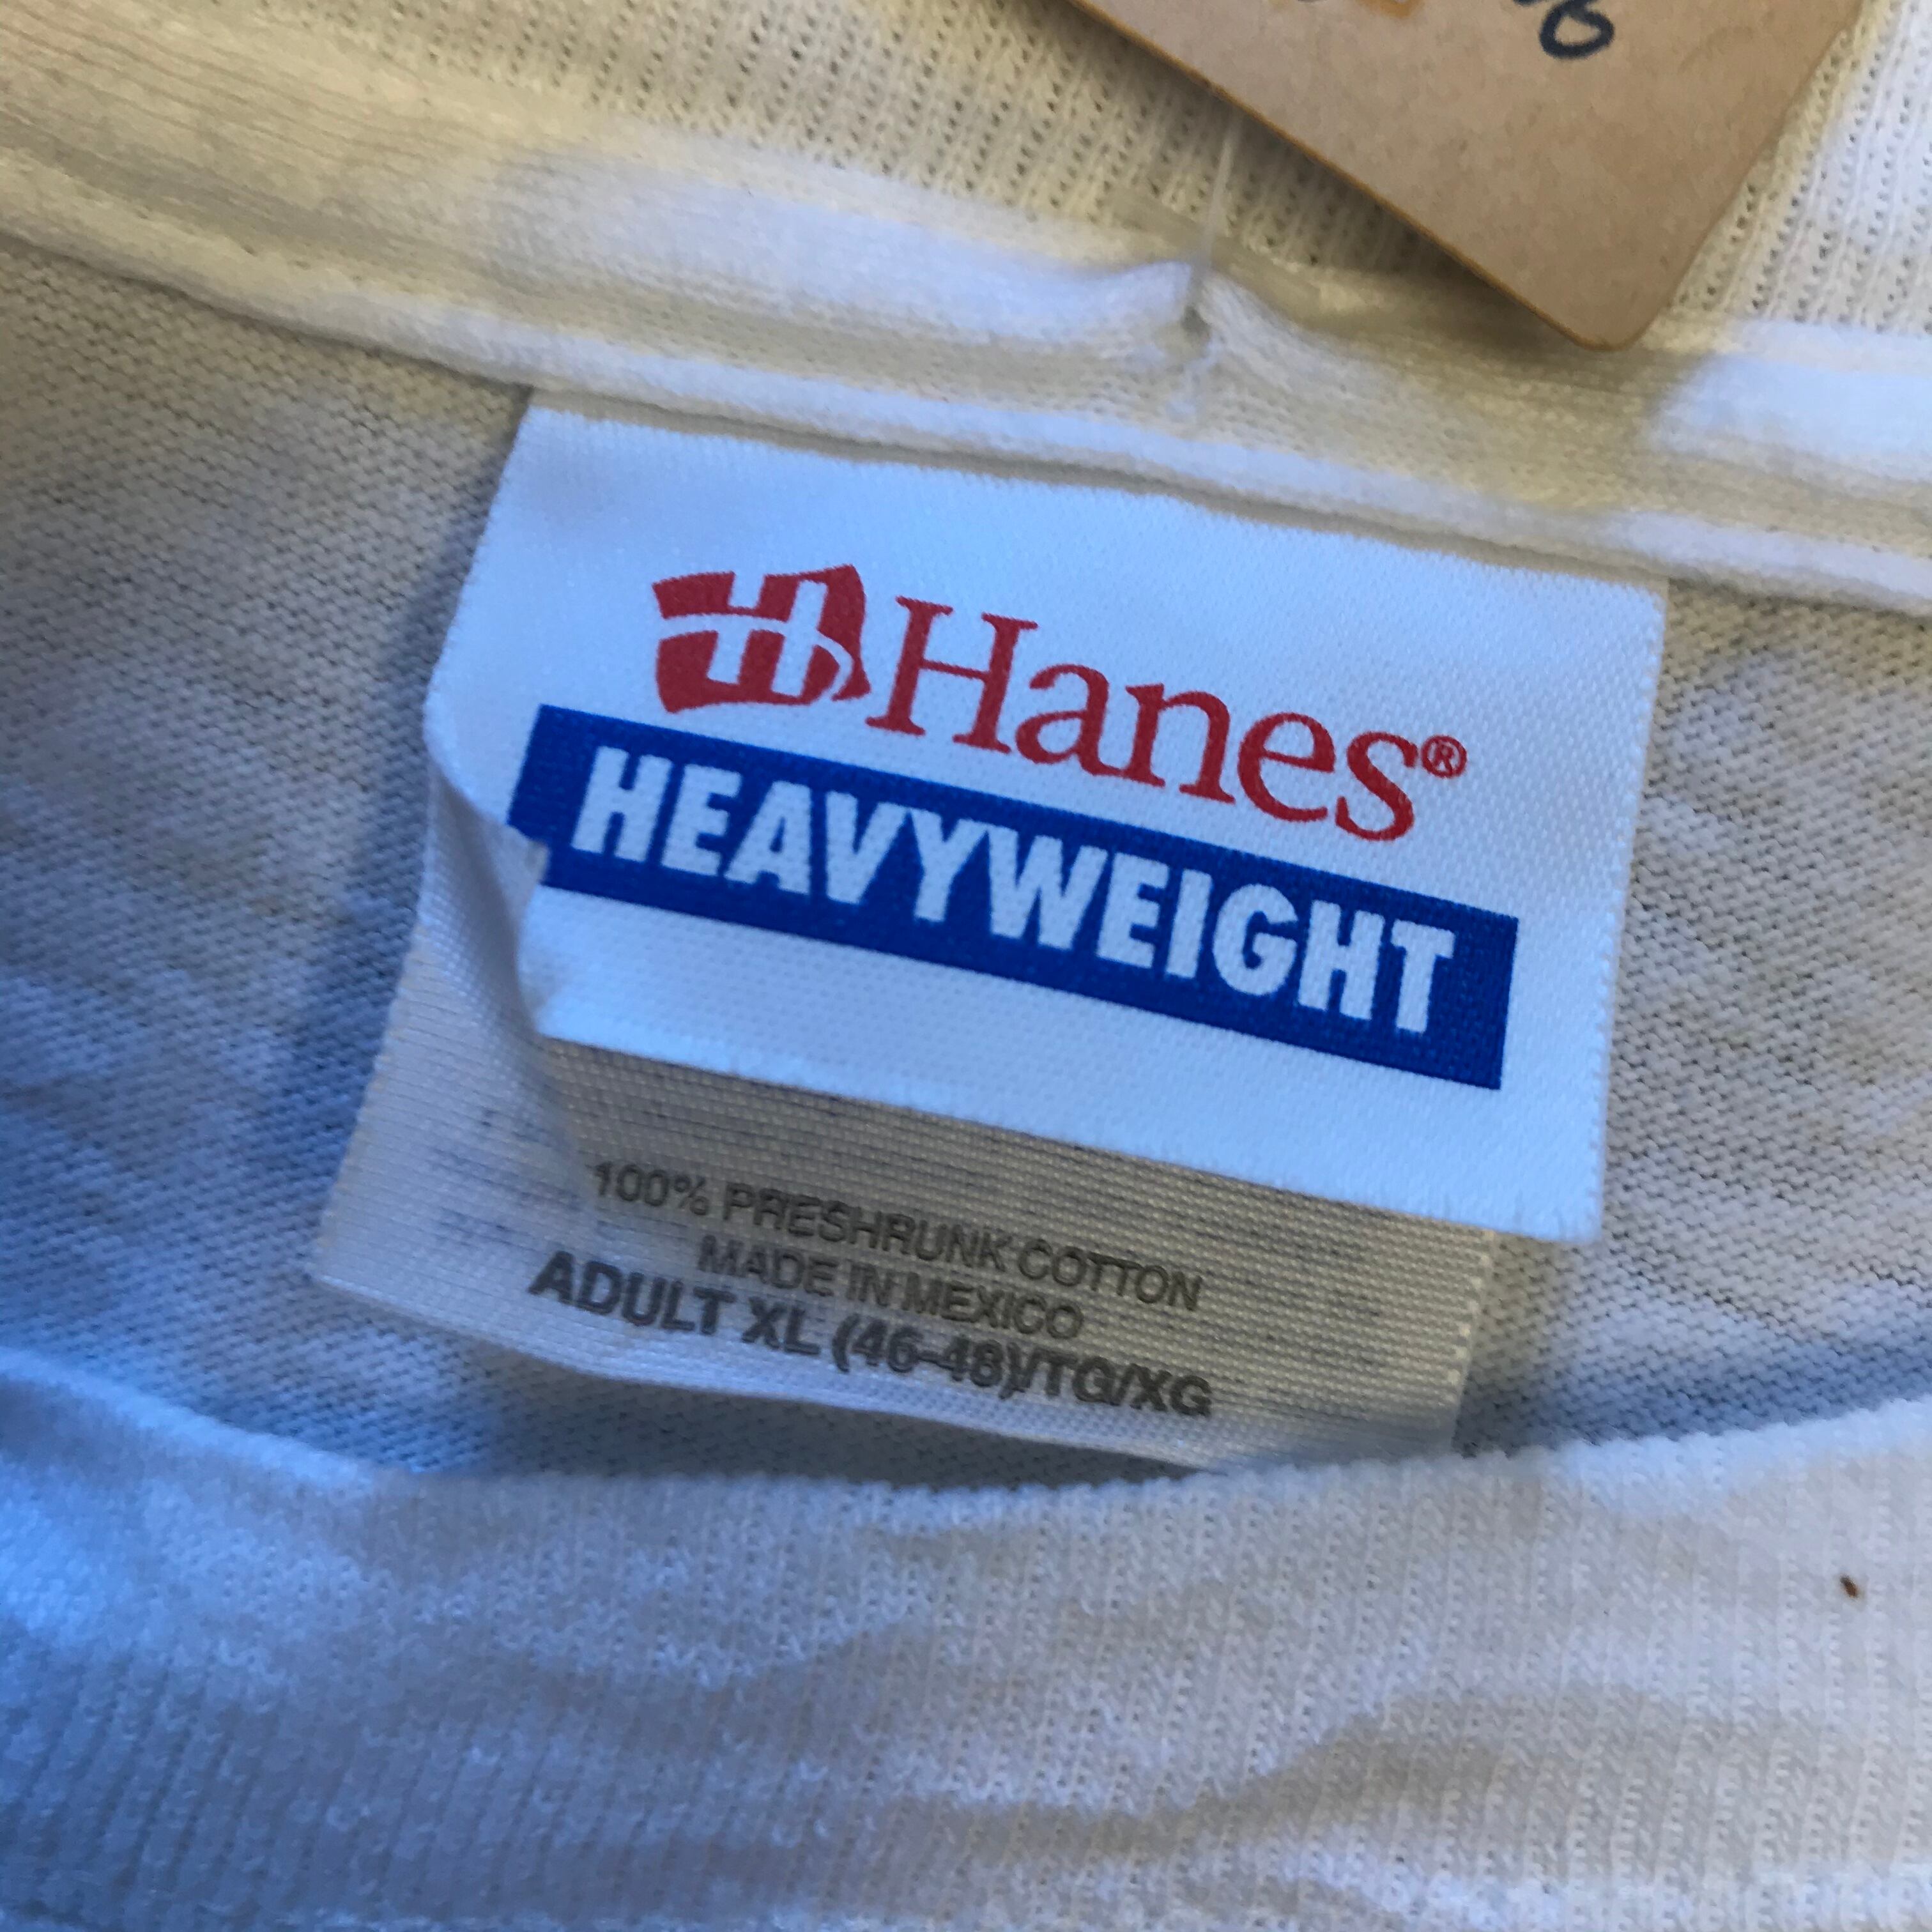 Hanes®
HEAVYWEIGHT
100% PRESHRUNK COTTON
MADE IN MEXICO
ADULT XL (46-48)/TG/XG